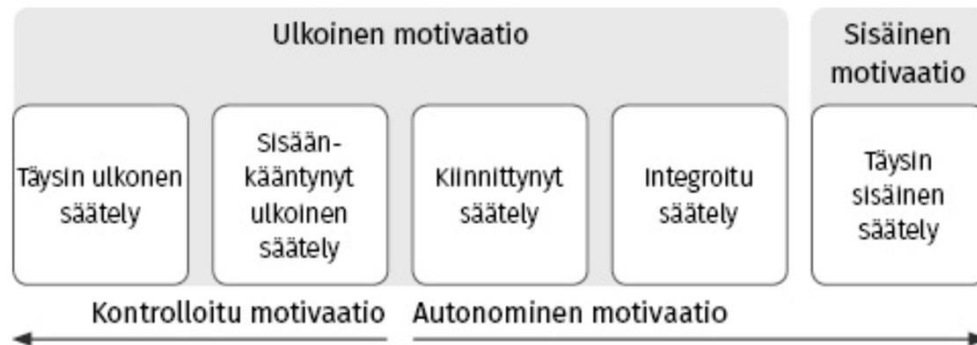 Ulkoinen motivaatio
Sisäinen
motivaatio
Täysin ulkonen
säätely
Sisään-
kääntynyt
ulkoinen
säätely
Kiinnittynyt
säätely
Integroitu
säätely
Täysin
sisäinen
säätely
Kontrolloitu motivaatio
Autonominen motivaatio